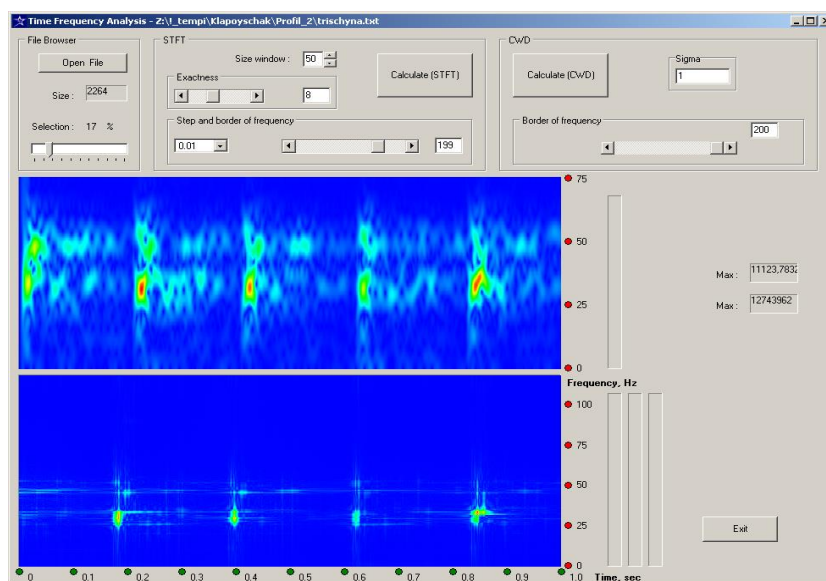 Time Frequency Analysis - Z:\!_tempi\Klapoyschak\Profil_2\trischyna.txt
File Browser
Open File
Size : 2264
Selection : 17 %
STFT
Size window : 50
Exactness
8
Calculate (STFT)
Step and border of frequency
0.01
199
CWD
Calculate (CWD)
Sigma
1
Border of frequency
200
75
50
25
0
Max : 11123,7832
Max : 12743962
Frequency, Hz
100
75
50
25
0
Exit
0 0.1 0.2 0.3 0.4 0.5 0.6 0.7 0.8 0.9 1.0 Time, sec